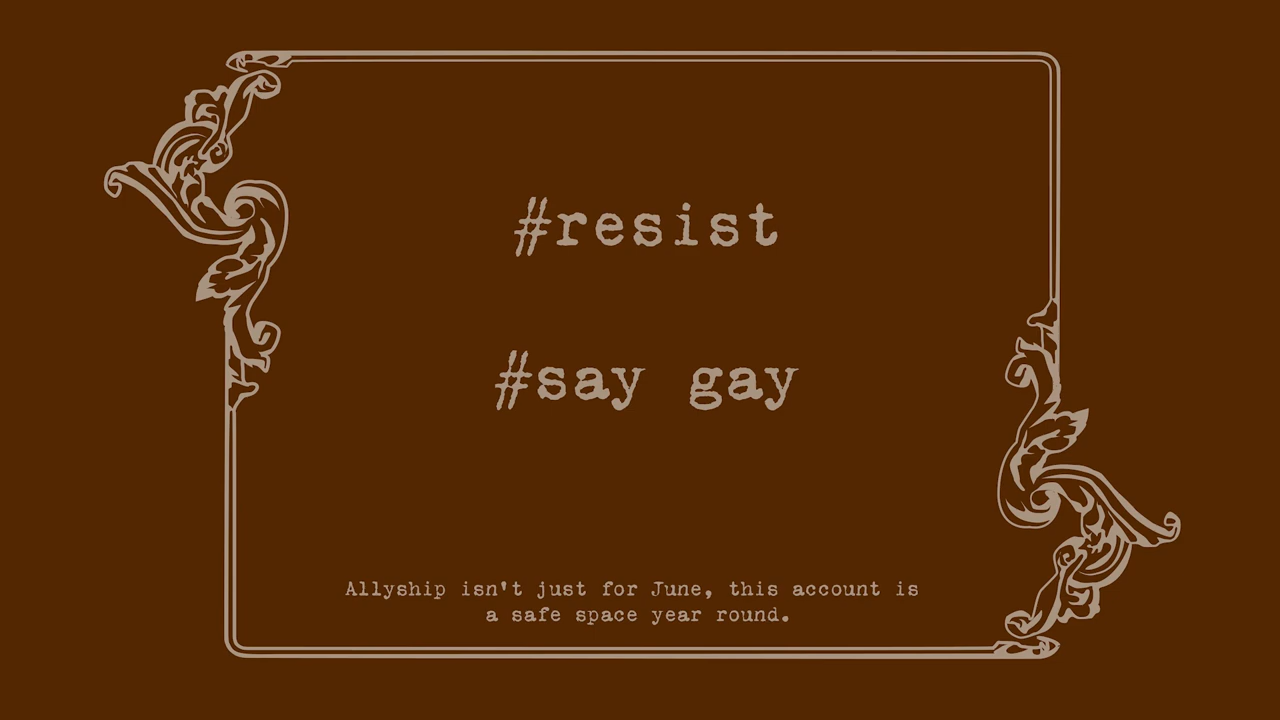 #resist
#say gay
Allyship isn't just for June, this account is
a safe space year round.